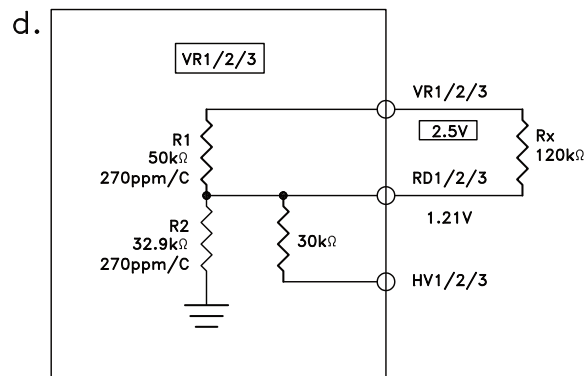 d.
VR1/2/3
VR1/2/3
2.5V
R1
50kΩ
270ppm/C
Rx
120kΩ
RD1/2/3
1.21V
R2
32.9kΩ
270ppm/C
30kΩ
HV1/2/3